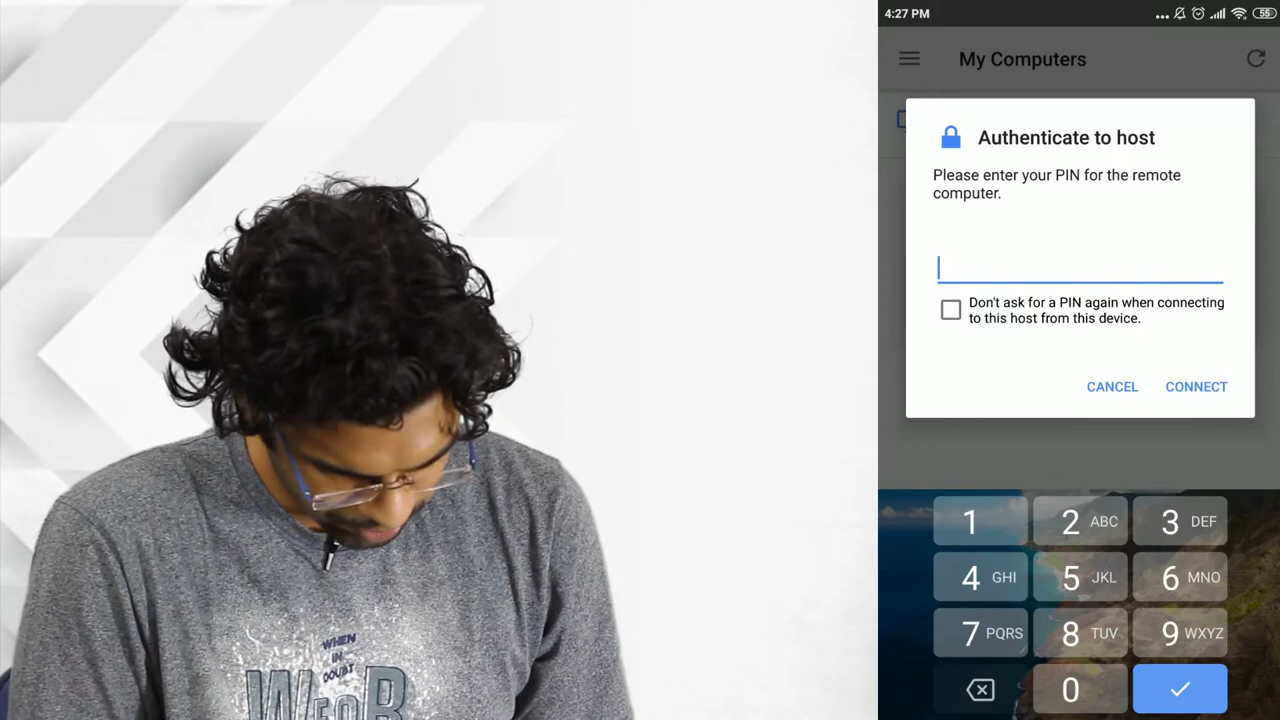 4:27 PM
55
My Computers
Authenticate to host
Please enter your PIN for the remote
computer.
Don't ask for a PIN again when connecting
to this host from this device.
CANCEL
CONNECT
1
2 ABC
3 DEF
4 GHI
5 JKL
6 MNO
7 PQRS
8 TUV
9 WXYZ
0
WHEN
IN
DOUBT